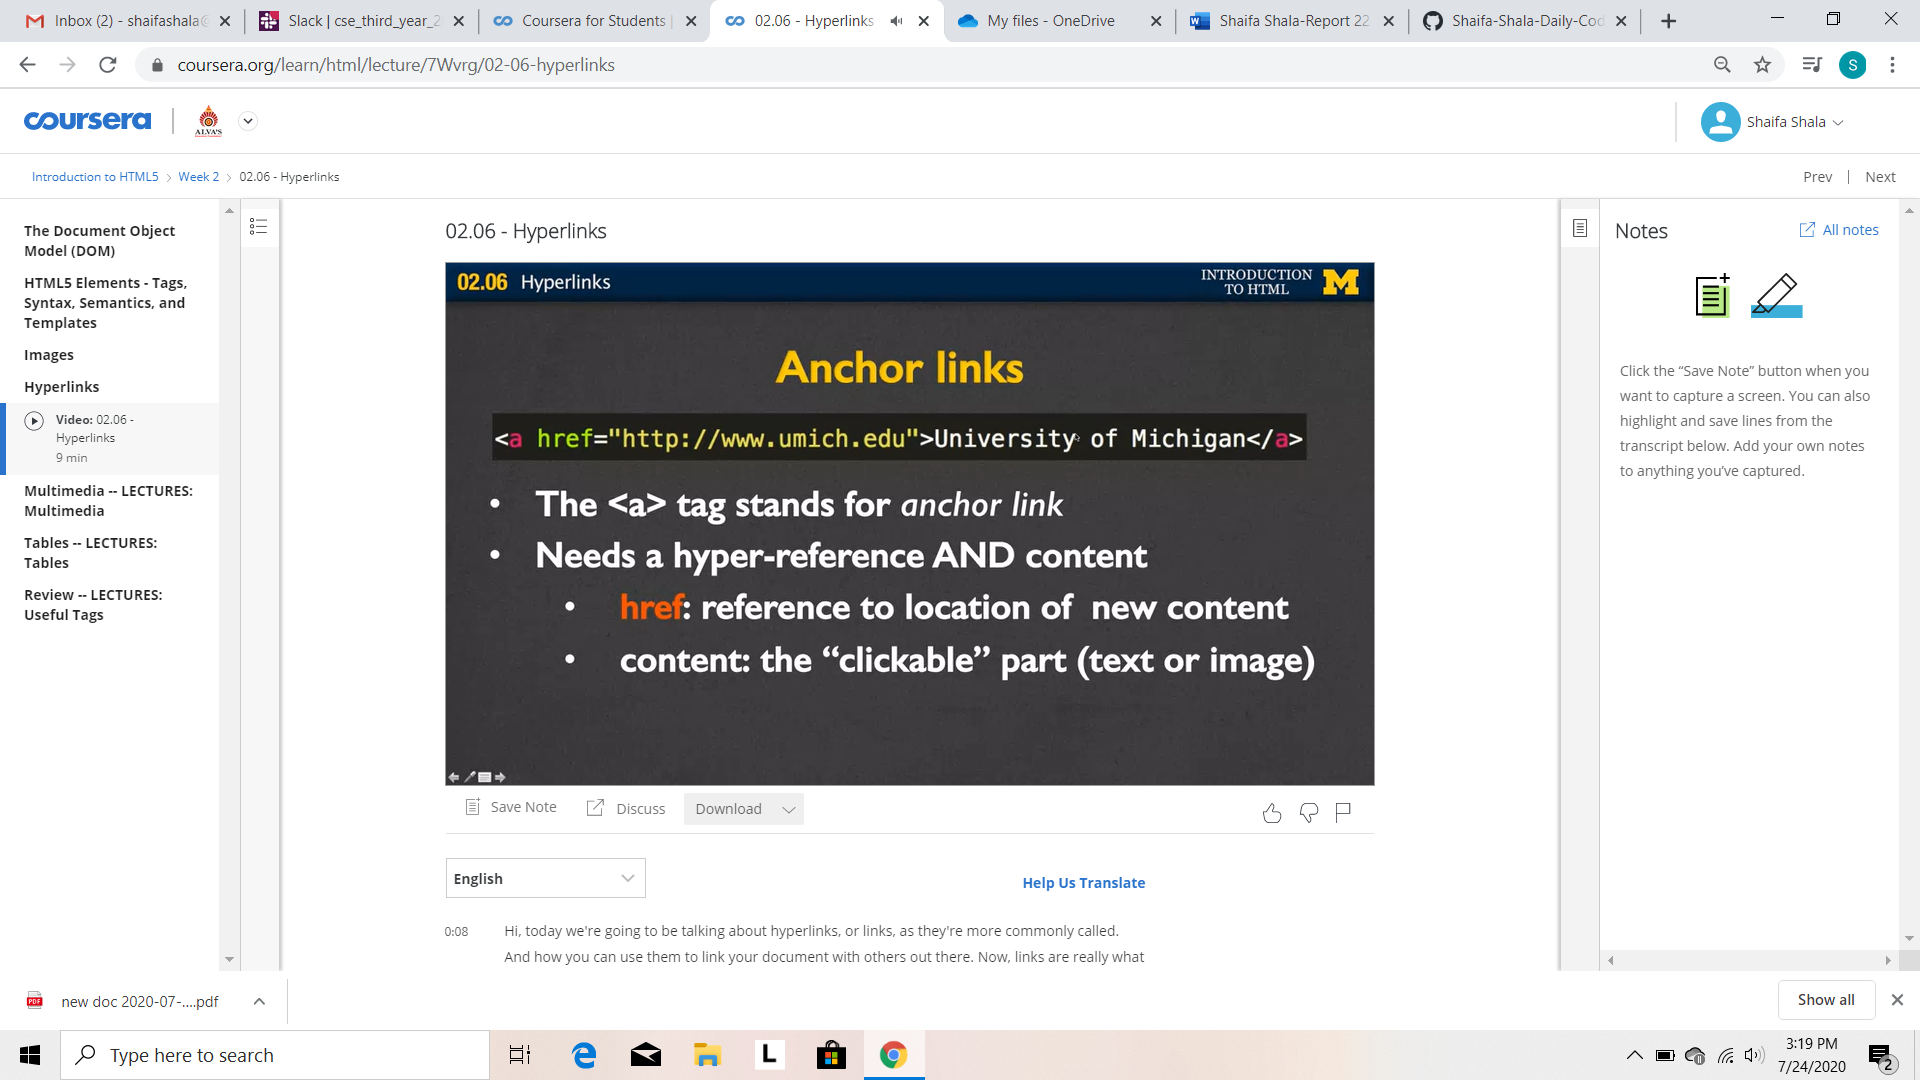 Inbox (2) - shaifashala@
Slack | cse_third_year_2
Coursera for Students |
02.06 - Hyperlinks
My files - OneDrive
Shaifa Shala-Report 22
Shaifa-Shala-Daily-Cod
coursera.org/learn/html/lecture/7Wvrg/02-06-hyperlinks
S
coursera
ALVA'S
Shaifa Shala
Introduction to HTML5 > Week 2 > 02.06 - Hyperlinks
Prev | Next
The Document Object
Model (DOM)
HTML5 Elements - Tags,
Syntax, Semantics, and
Templates
Images
Hyperlinks
Video: 02.06 -
Hyperlinks
9 min
Multimedia -- LECTURES:
Multimedia
Tables -- LECTURES:
Tables
Review -- LECTURES:
Useful Tags
02.06 - Hyperlinks
02.06 Hyperlinks
INTRODUCTION
TO HTML
M
Anchor links
<a href="http://www.umich.edu">University of Michigan</a>
• The <a> tag stands for anchor link
• Needs a hyper-reference AND content
• href: reference to location of new content
• content: the “clickable” part (text or image)
Save Note
Discuss
Download
English
Help Us Translate
0:08
Hi, today we're going to be talking about hyperlinks, or links, as they're more commonly called.
And how you can use them to link your document with others out there. Now, links are really what
Notes
All notes
Click the “Save Note” button when you
want to capture a screen. You can also
highlight and save lines from the
transcript below. Add your own notes
to anything you’ve captured.
PDF
new doc 2020-07-....pdf
Show all
Type here to search
L
3:19 PM
7/24/2020
2